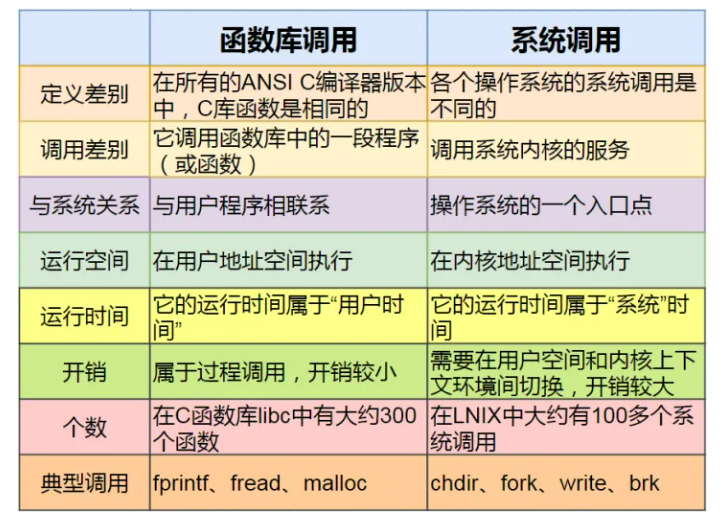 函数库调用 系统调用
定义差别 在所有的ANSI C编译器版本中，C库函数是相同的 各个操作系统的系统调用是不同的
调用差别 它调用函数库中的一段程序（或函数） 调用系统内核的服务
与系统关系 与用户程序相联系 操作系统的一个入口点
运行空间 在用户地址空间执行 在内核地址空间执行
运行时间 它的运行时间属于“用户时间” 它的运行时间属于“系统”时间
开销 属于过程调用，开销较小 需要在用户空间和内核上下文环境间切换，开销较大
个数 在C函数库libc中有大约300个函数 在LNIX中大约有100多个系统调用
典型调用 fprintf、fread、malloc chdir、fork、write、brk